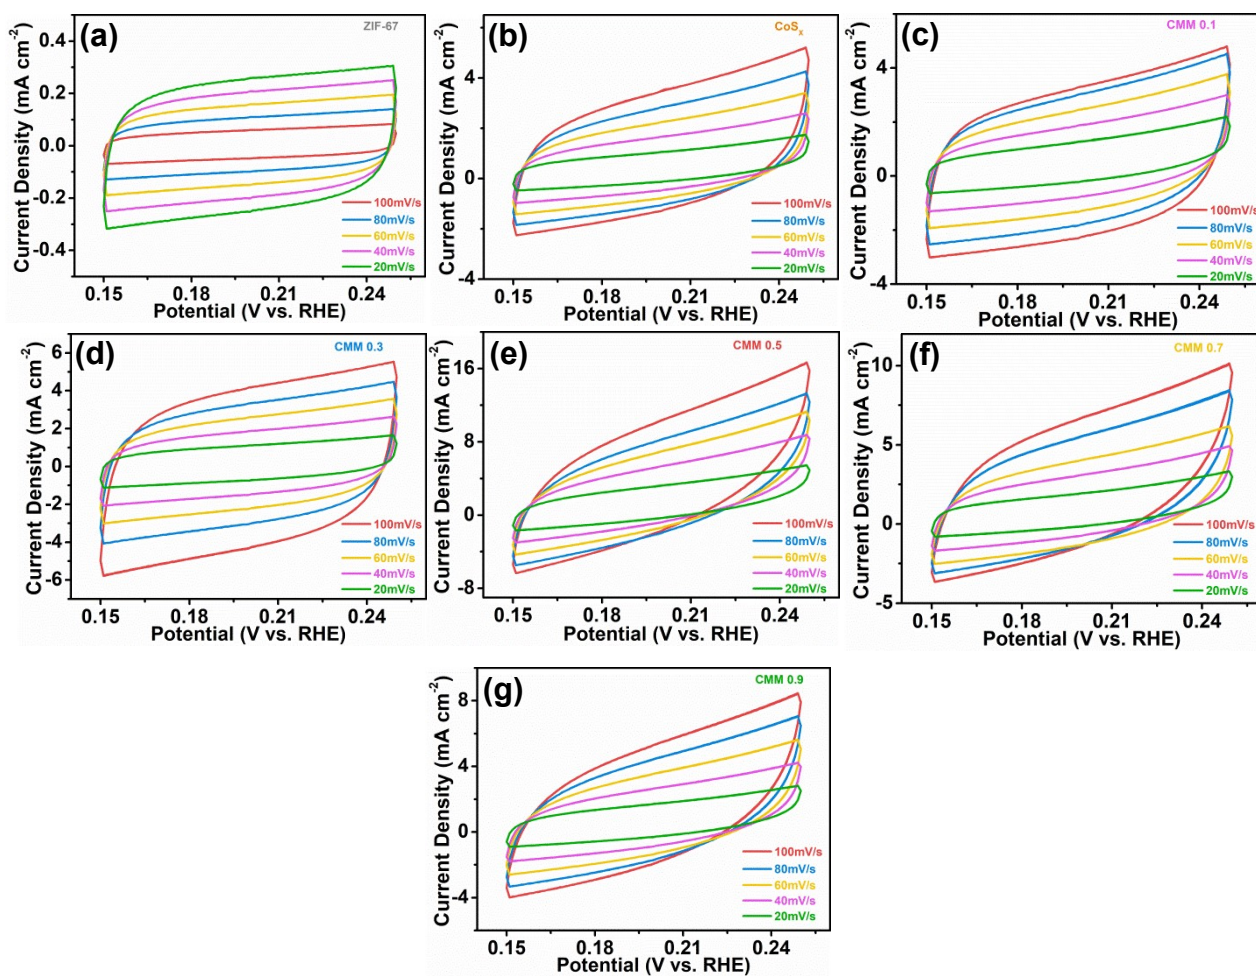 (a)
ZIF-67
Current Density (mA cm-2)
0.4
0.2
0.0
-0.2
-0.4
0.15 0.18 0.21 0.24
Potential (V vs. RHE)
100mV/s
80mV/s
60mV/s
40mV/s
20mV/s
(b)
CoSx
Current Density (mA cm-2)
4
0
-4
0.15 0.18 0.21 0.24
Potential (V vs. RHE)
100mV/s
80mV/s
60mV/s
40mV/s
20mV/s
(c)
CMM 0.1
Current Density (mA cm-2)
4
0
-4
0.15 0.18 0.21 0.24
Potential (V vs. RHE)
100mV/s
80mV/s
60mV/s
40mV/s
20mV/s
(d)
CMM 0.3
Current Density (mA cm-2)
6
4
2
0
-2
-4
-6
0.15 0.18 0.21 0.24
Potential (V vs. RHE)
100mV/s
80mV/s
60mV/s
40mV/s
20mV/s
(e)
CMM 0.5
Current Density (mA cm-2)
16
8
0
-8
0.15 0.18 0.21 0.24
Potential (V vs. RHE)
100mV/s
80mV/s
60mV/s
40mV/s
20mV/s
(f)
CMM 0.7
Current Density (mA cm-2)
10
5
0
-5
0.15 0.18 0.21 0.24
Potential (V vs. RHE)
100mV/s
80mV/s
60mV/s
40mV/s
20mV/s
(g)
CMM 0.9
Current Density (mA cm-2)
8
4
0
-4
0.15 0.18 0.21 0.24
Potential (V vs. RHE)
100mV/s
80mV/s
60mV/s
40mV/s
20mV/s